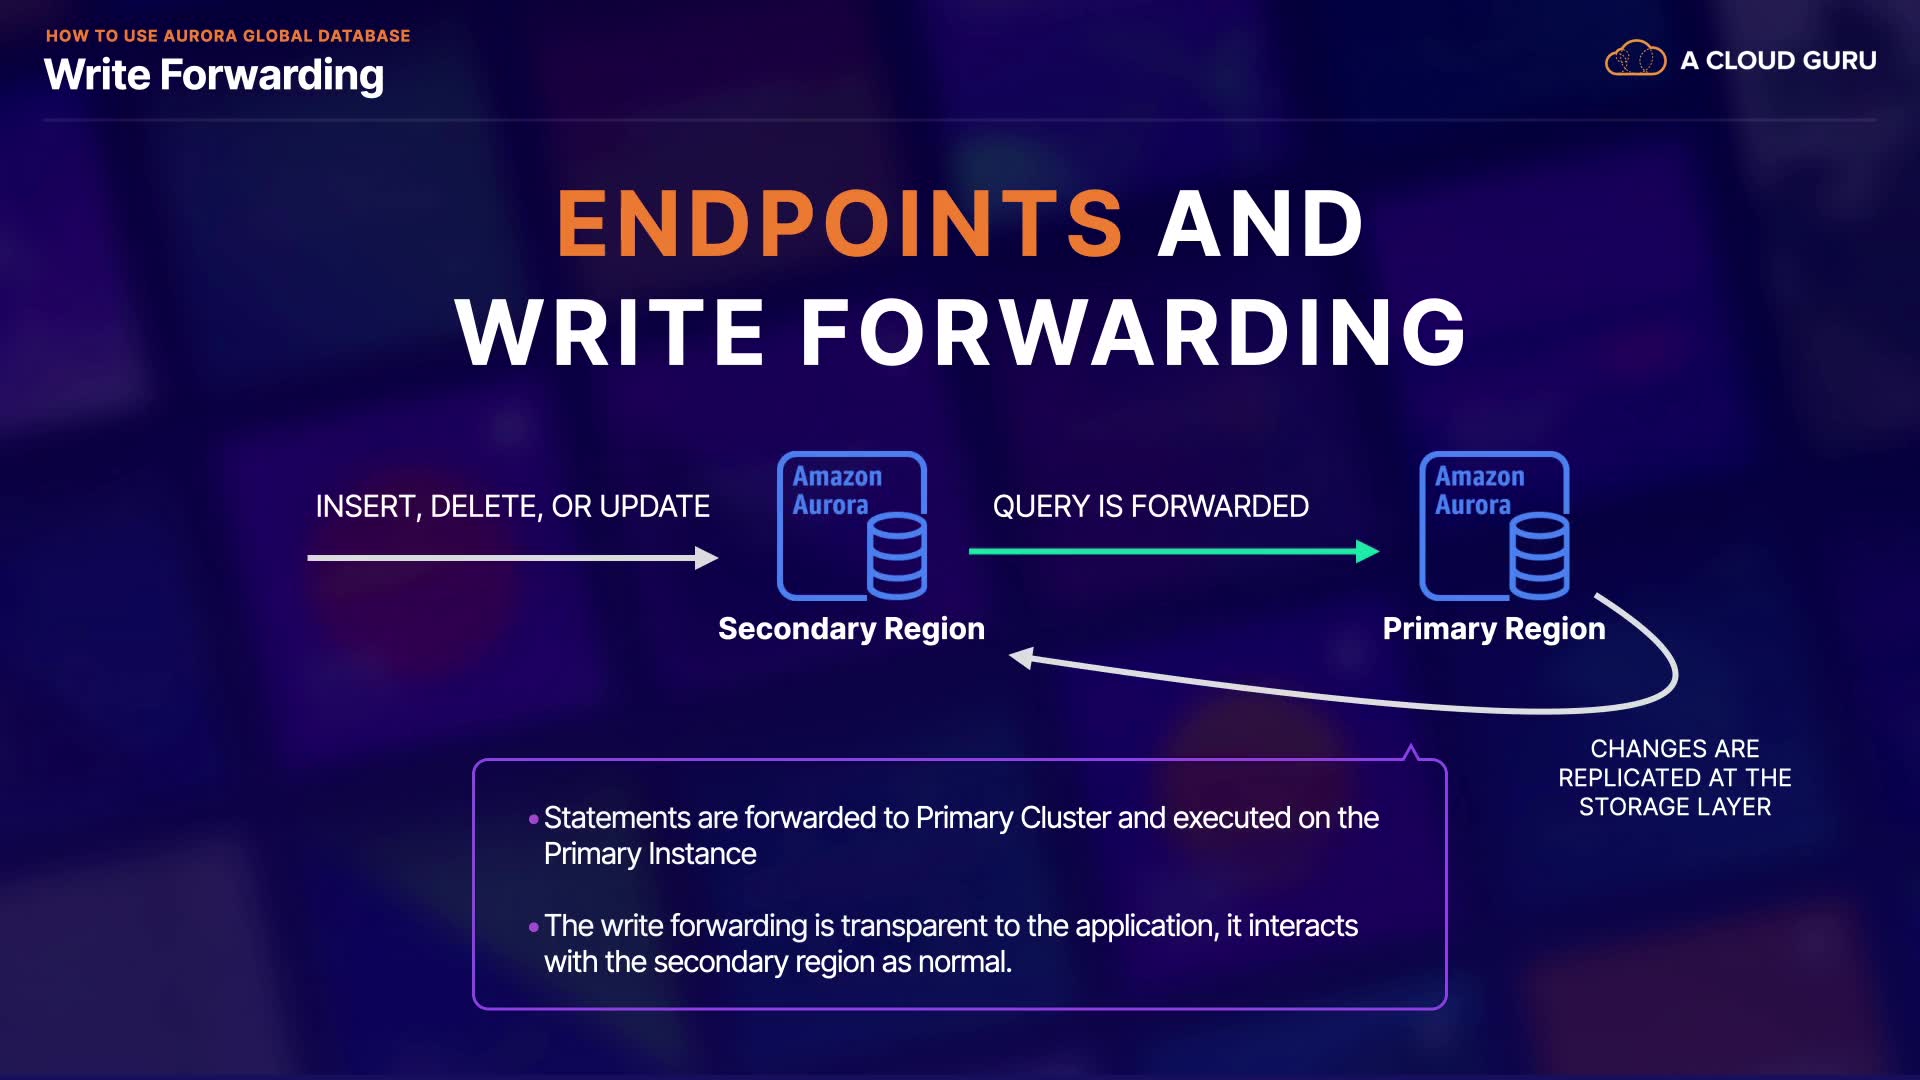 HOW TO USE AURORA GLOBAL DATABASE
Write Forwarding
A CLOUD GURU
ENDPOINTS AND
WRITE FORWARDING
INSERT, DELETE, OR UPDATE
Amazon
Aurora
Secondary Region
QUERY IS FORWARDED
Amazon
Aurora
Primary Region
CHANGES ARE
REPLICATED AT THE
STORAGE LAYER
•Statements are forwarded to Primary Cluster and executed on the
Primary Instance
•The write forwarding is transparent to the application, it interacts
with the secondary region as normal.